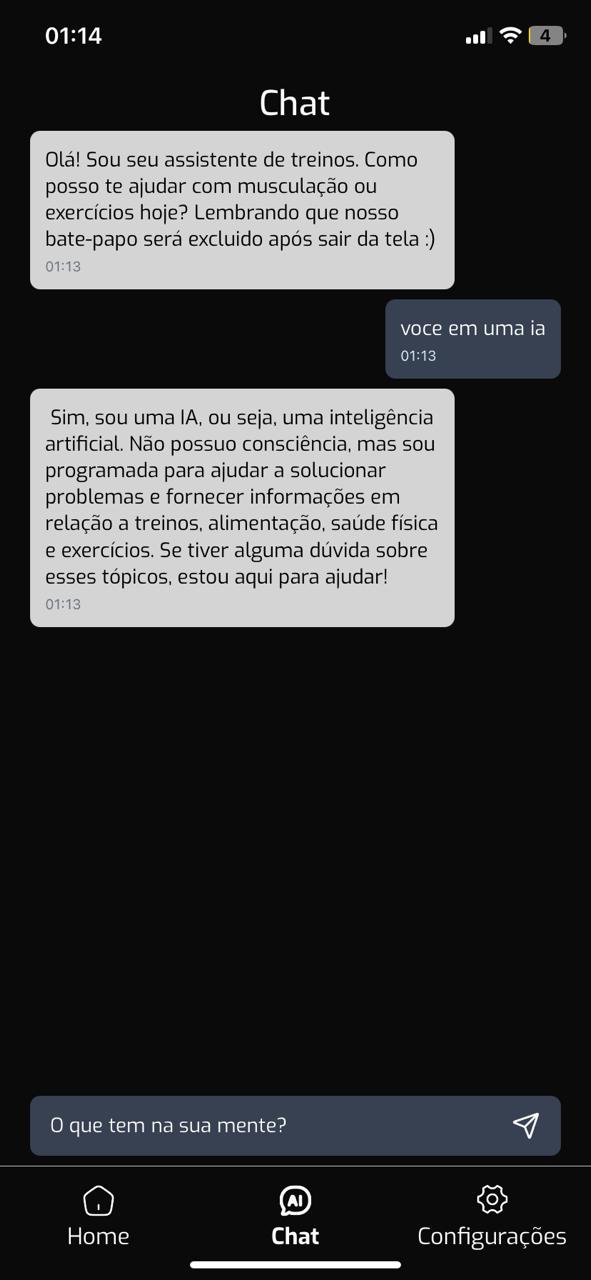 01:14
4
Chat
Olá! Sou seu assistente de treinos. Como
posso te ajudar com musculação ou
exercícios hoje? Lembrando que nosso
bate-papo será excluido após sair da tela :)
01:13
voce em uma ia
01:13
Sim, sou uma IA, ou seja, uma inteligência
artificial. Não possuo consciência, mas sou
programada para ajudar a solucionar
problemas e fornecer informações em
relação a treinos, alimentação, saúde física
e exercícios. Se tiver alguma dúvida sobre
esses tópicos, estou aqui para ajudar!
01:13
O que tem na sua mente?
AI
Home
Chat
Configurações